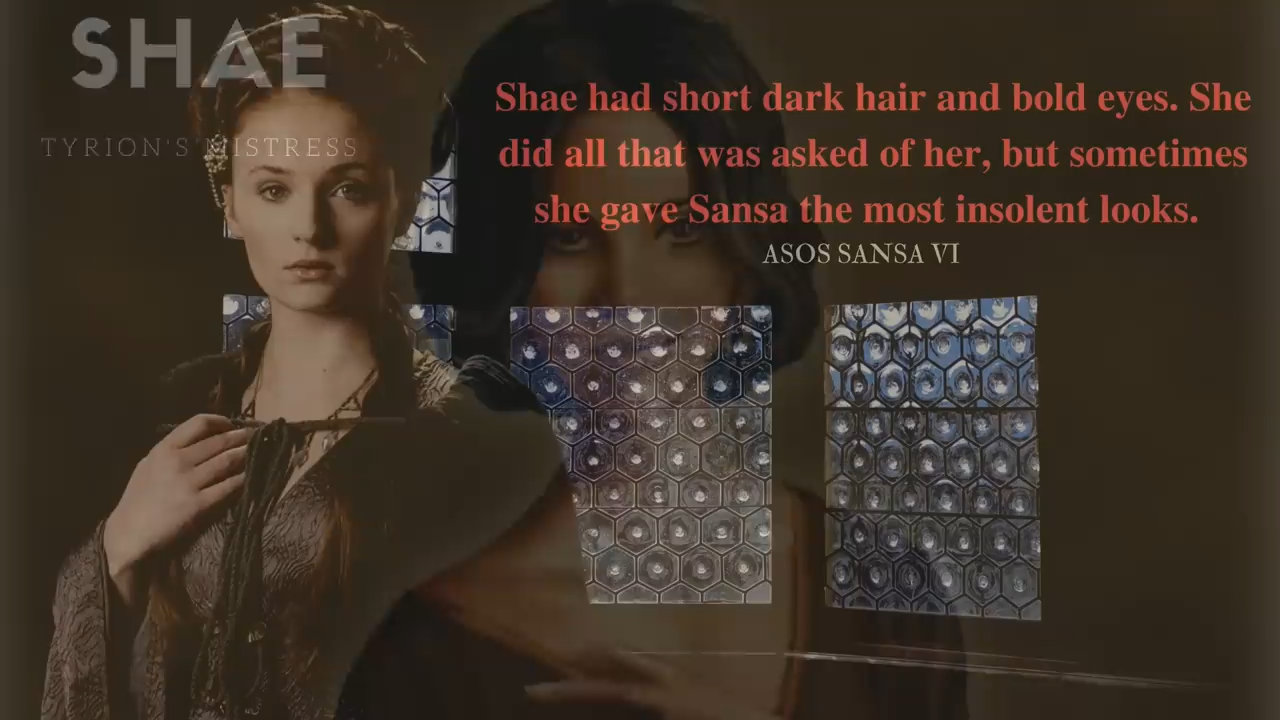 SHAE
TYRION'S MISTRESS
Shae had short dark hair and bold eyes. She
did all that was asked of her, but sometimes
she gave Sansa the most insolent looks.
ASOS SANSA VI